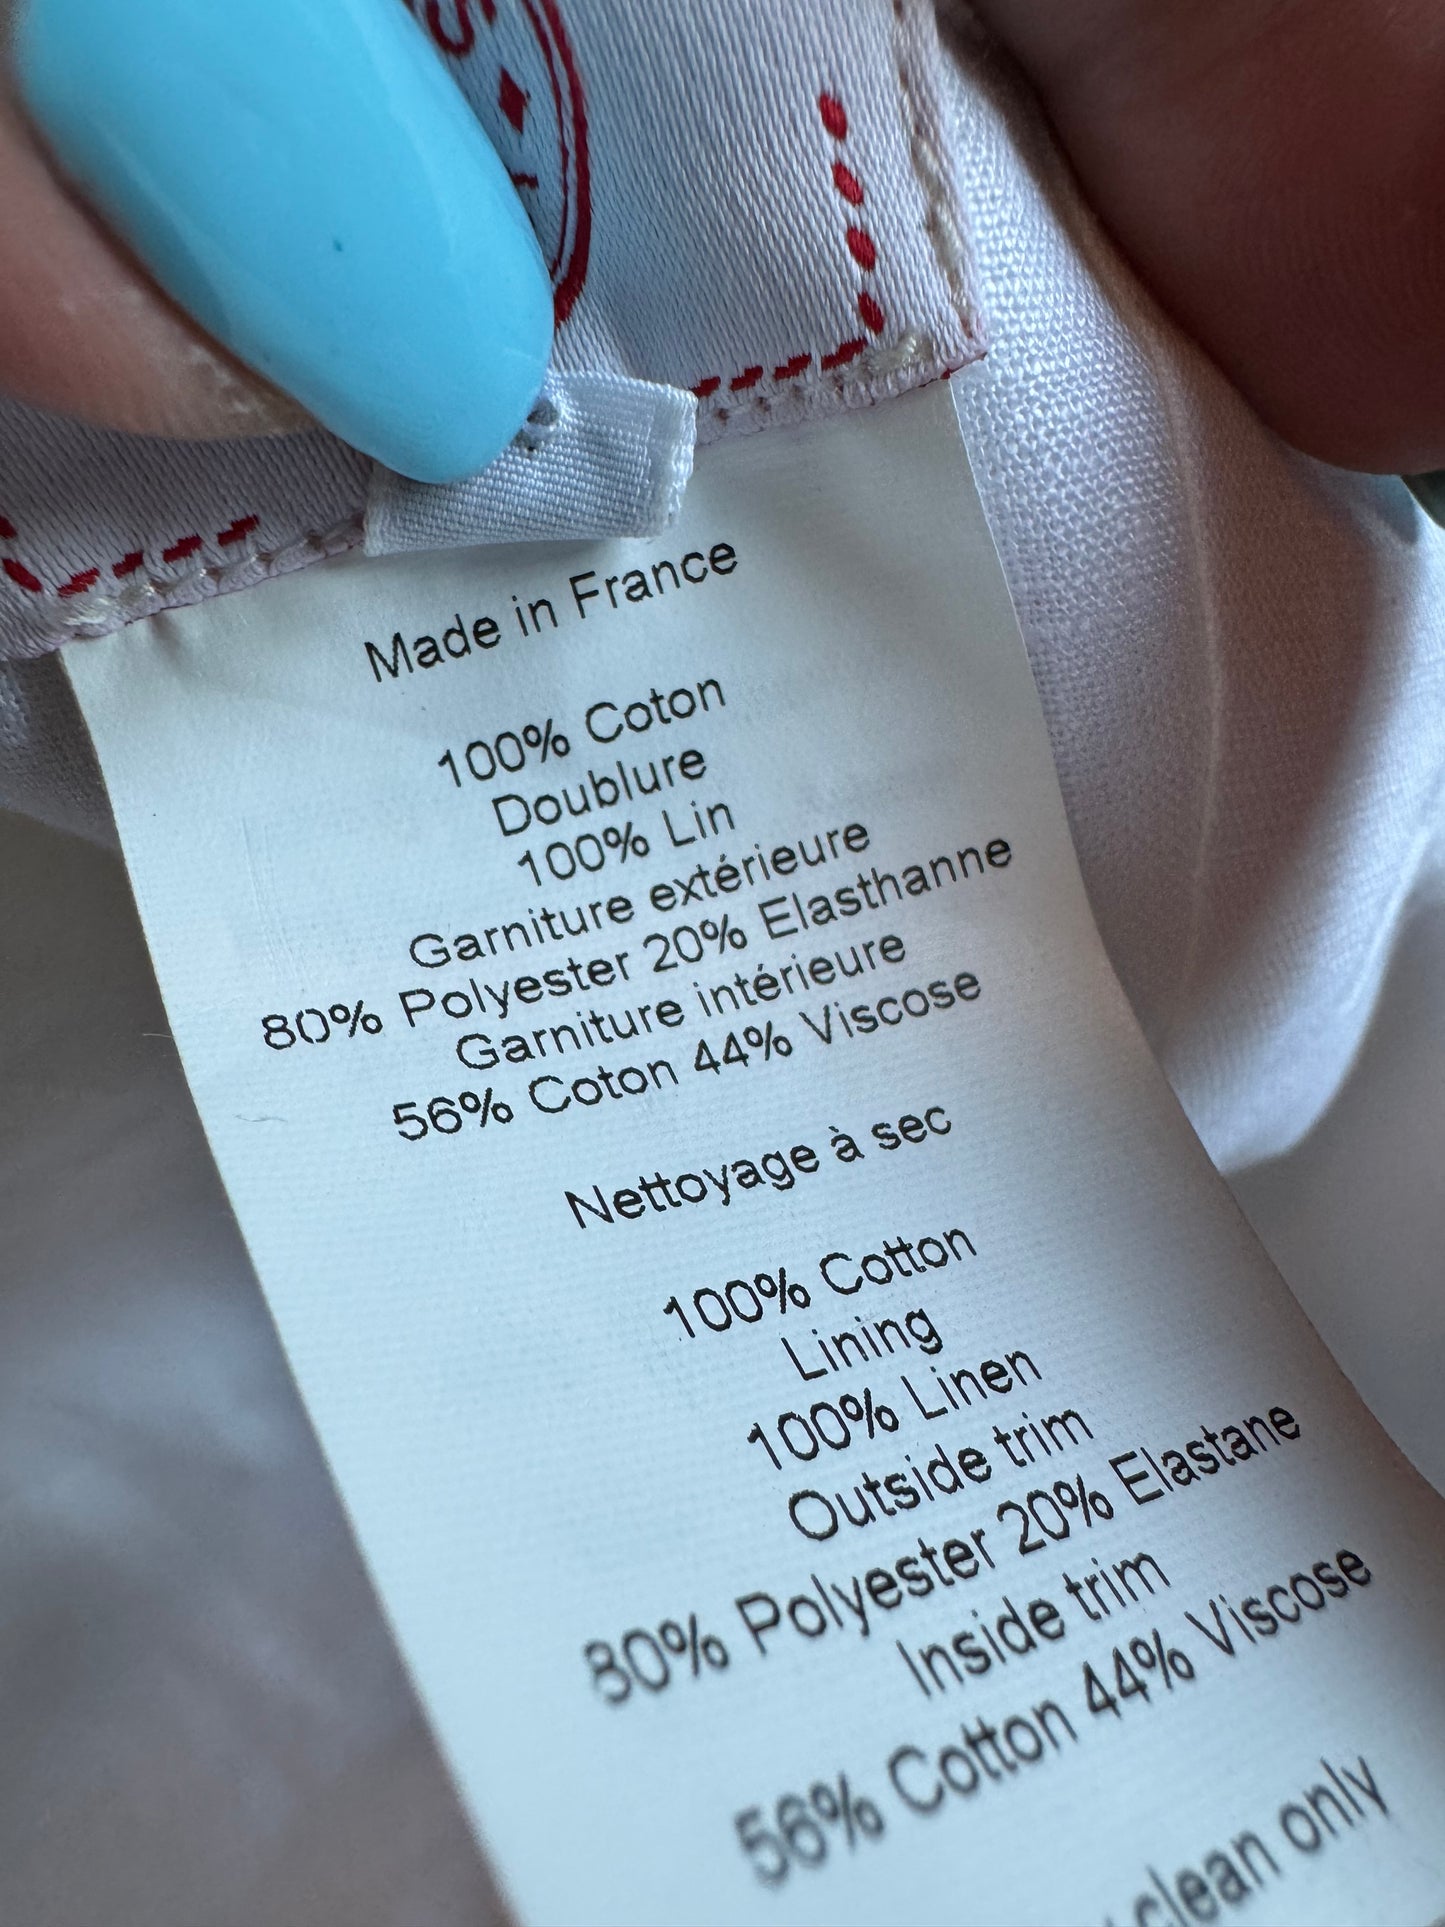 S
Made in France
100% Coton
Doublure
100% Lin
Garniture extérieure
80% Polyester 20% Elasthanne
Garniture intérieure
56% Coton 44% Viscose
Nettoyage à sec
100% Cotton
Lining
100% Linen
Outside trim
80% Polyester 20% Elastane
Inside trim
56% Cotton 44% Viscose
clean only